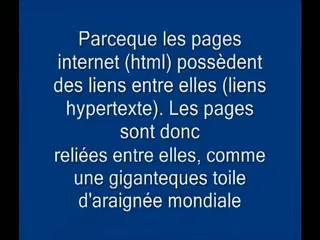 Parceque les pages
internet (html) possèdent
des liens entre elles (liens
hypertexte). Les pages
sont donc
reliées entre elles, comme
une giganteques toile
d'araignée mondiale